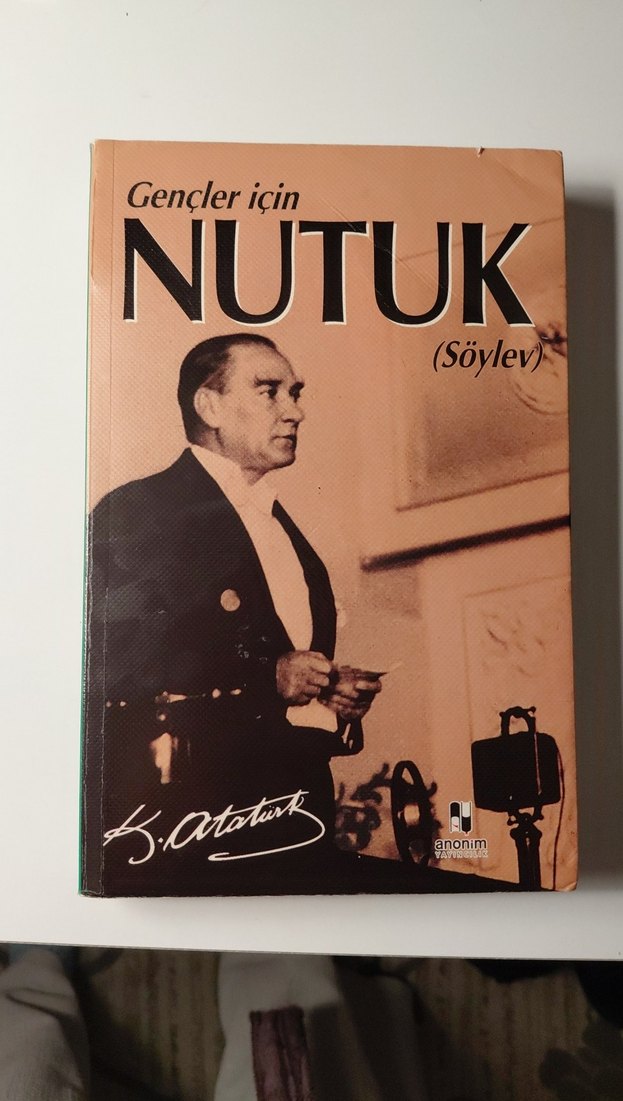 Gençler için
NUTUK
(Söylev)
K. Atatürk
anonim
YAYINCILIK